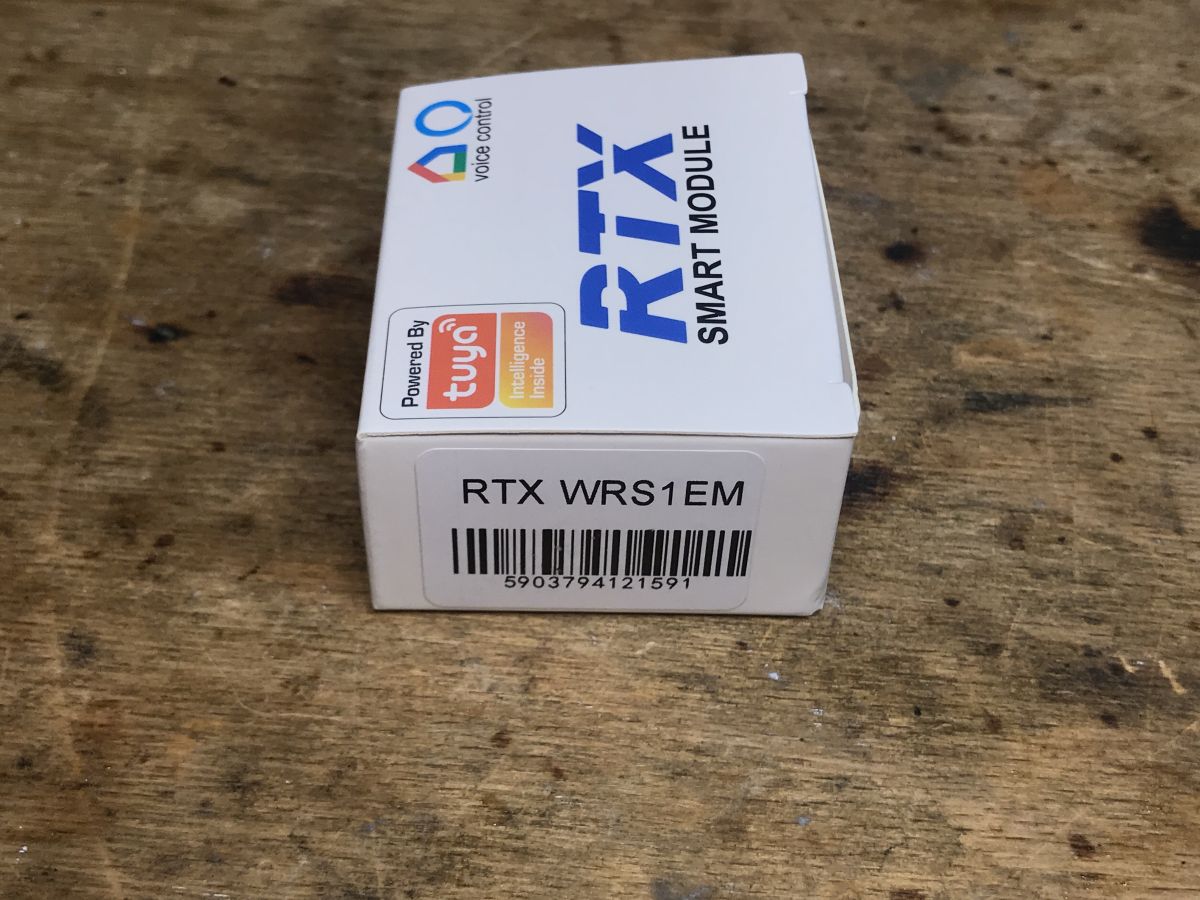 voice control
RTX
SMART MODULE
Powered By
tuya
Intelligence
Inside
RTX WRS1EM
5903794121591